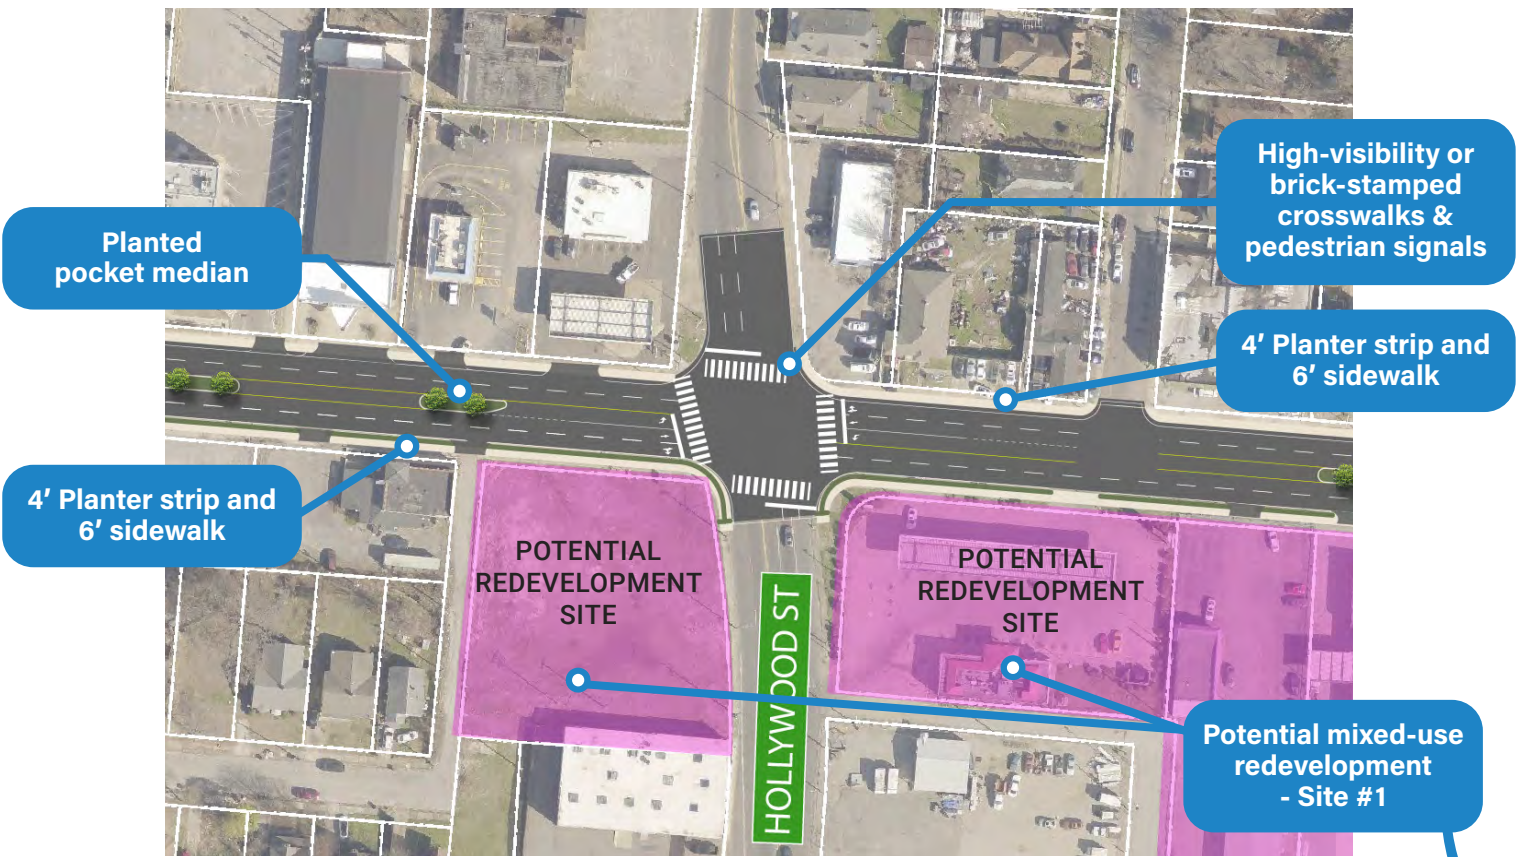 High-visibility or
brick-stamped
crosswalks &
pedestrian signals
Planted
pocket median
4′ Planter strip and
6′ sidewalk
4′ Planter strip and
6′ sidewalk
POTENTIAL
REDEVELOPMENT
SITE
POTENTIAL
REDEVELOPMENT
SITE
HOLLYWOOD ST
Potential mixed-use
redevelopment
- Site #1